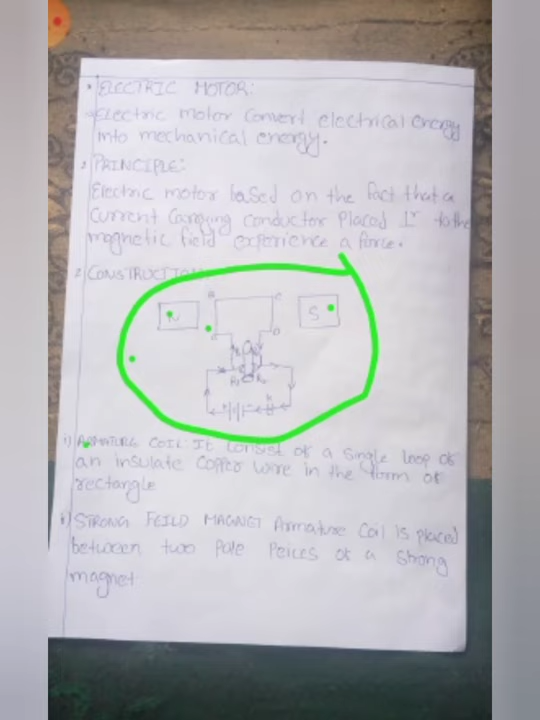 ELECTRIC MOTOR:
Electric motor convert electrical energy
into mechanical energy.
PRINCIPLE:
Electric motor based on the fact that a
current carrying conductor placed ⊥r to the
magnetic field experience a force.
CONSTRUCTION
B C
N S
A D
R1 R2
i) ARMATURE COIL: It consist of a single loop of
an insulate copper wire in the form of
rectangle
ii) STRONG FEILD MAGNET Armature Coil is placed
between two Pole Peices of a strong
magnet